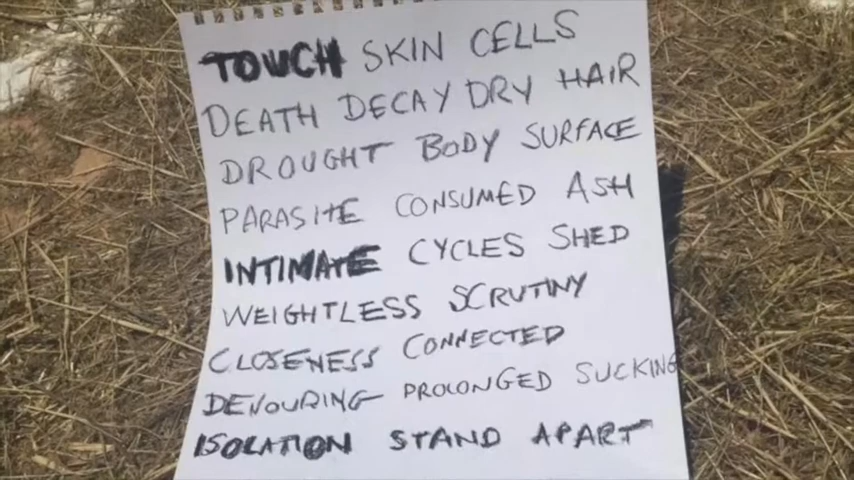 TOUCH SKIN CELLS
DEATH DECAY DRY HAIR
DROUGHT BODY SURFACE
PARASITE CONSUMED ASH
INTIMATE CYCLES SHED
WEIGHTLESS SCRUTINY
CLOSENESS CONNECTED
DEVOURING PROLONGED SUCKING
ISOLATION STAND APART